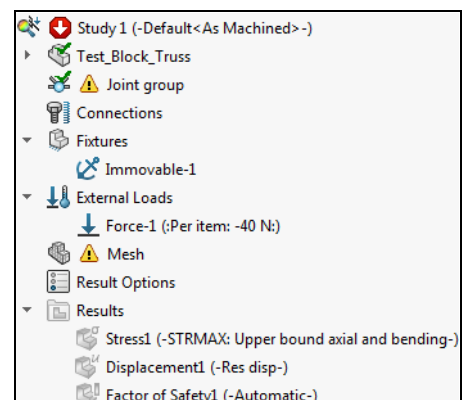 Study 1 (-Default<As Machined>-)
Test_Block_Truss
Joint group
Connections
Fixtures
Immovable-1
External Loads
Force-1 (:Per item: -40 N:)
Mesh
Result Options
Results
Stress1 (-STRMAX: Upper bound axial and bending-)
Displacement1 (-Res disp-)
Factor of Safety1 (-Automatic-)